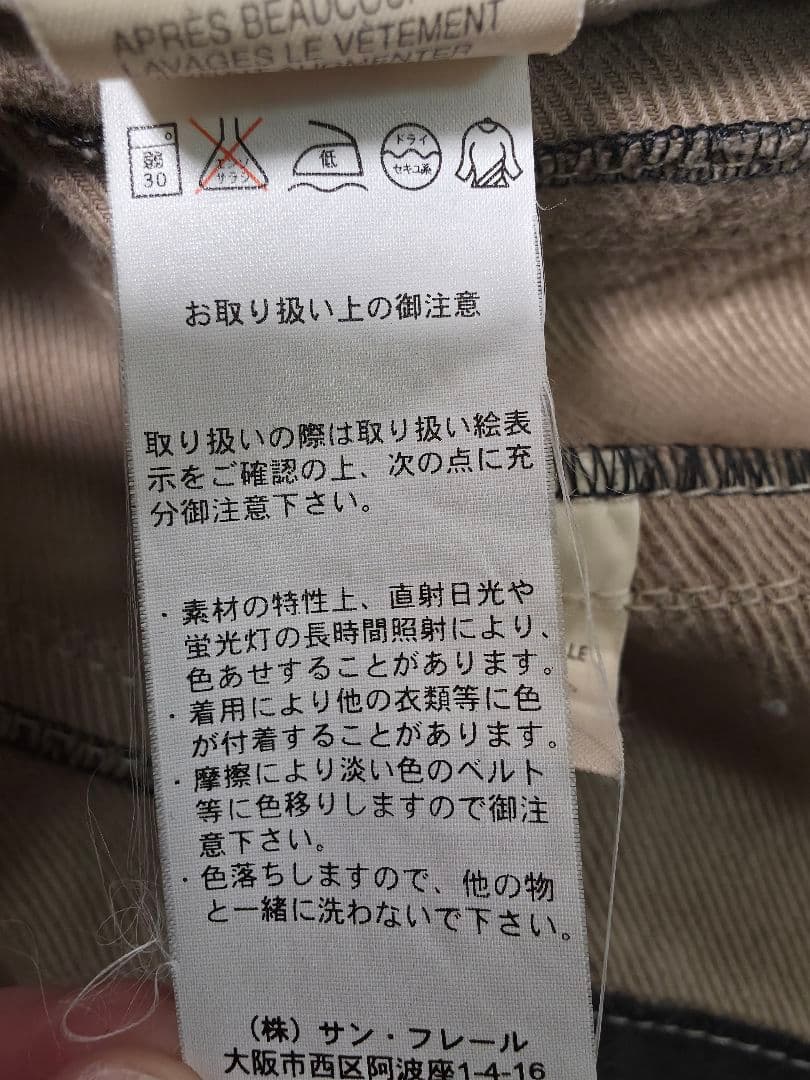 APRÈS BEAUCOUP
LAVAGES LE VÊTEMENT
弱
30
エンソ
サラシ
低
ドライ
セキユ系
お取り扱い上の御注意
取り扱いの際は取り扱い絵表
示をご確認の上、次の点に充
分御注意下さい。
・素材の特性上、直射日光や
蛍光灯の長時間照射により、
色あせすることがあります。
・着用により他の衣類等に色
が付着することがあります。
・摩擦により淡い色のベルト
等に色移りしますので御注
意下さい。
・色落ちしますので、他の物
と一緒に洗わないで下さい。
(株) サン・フレール
大阪市西区阿波座1-4-16